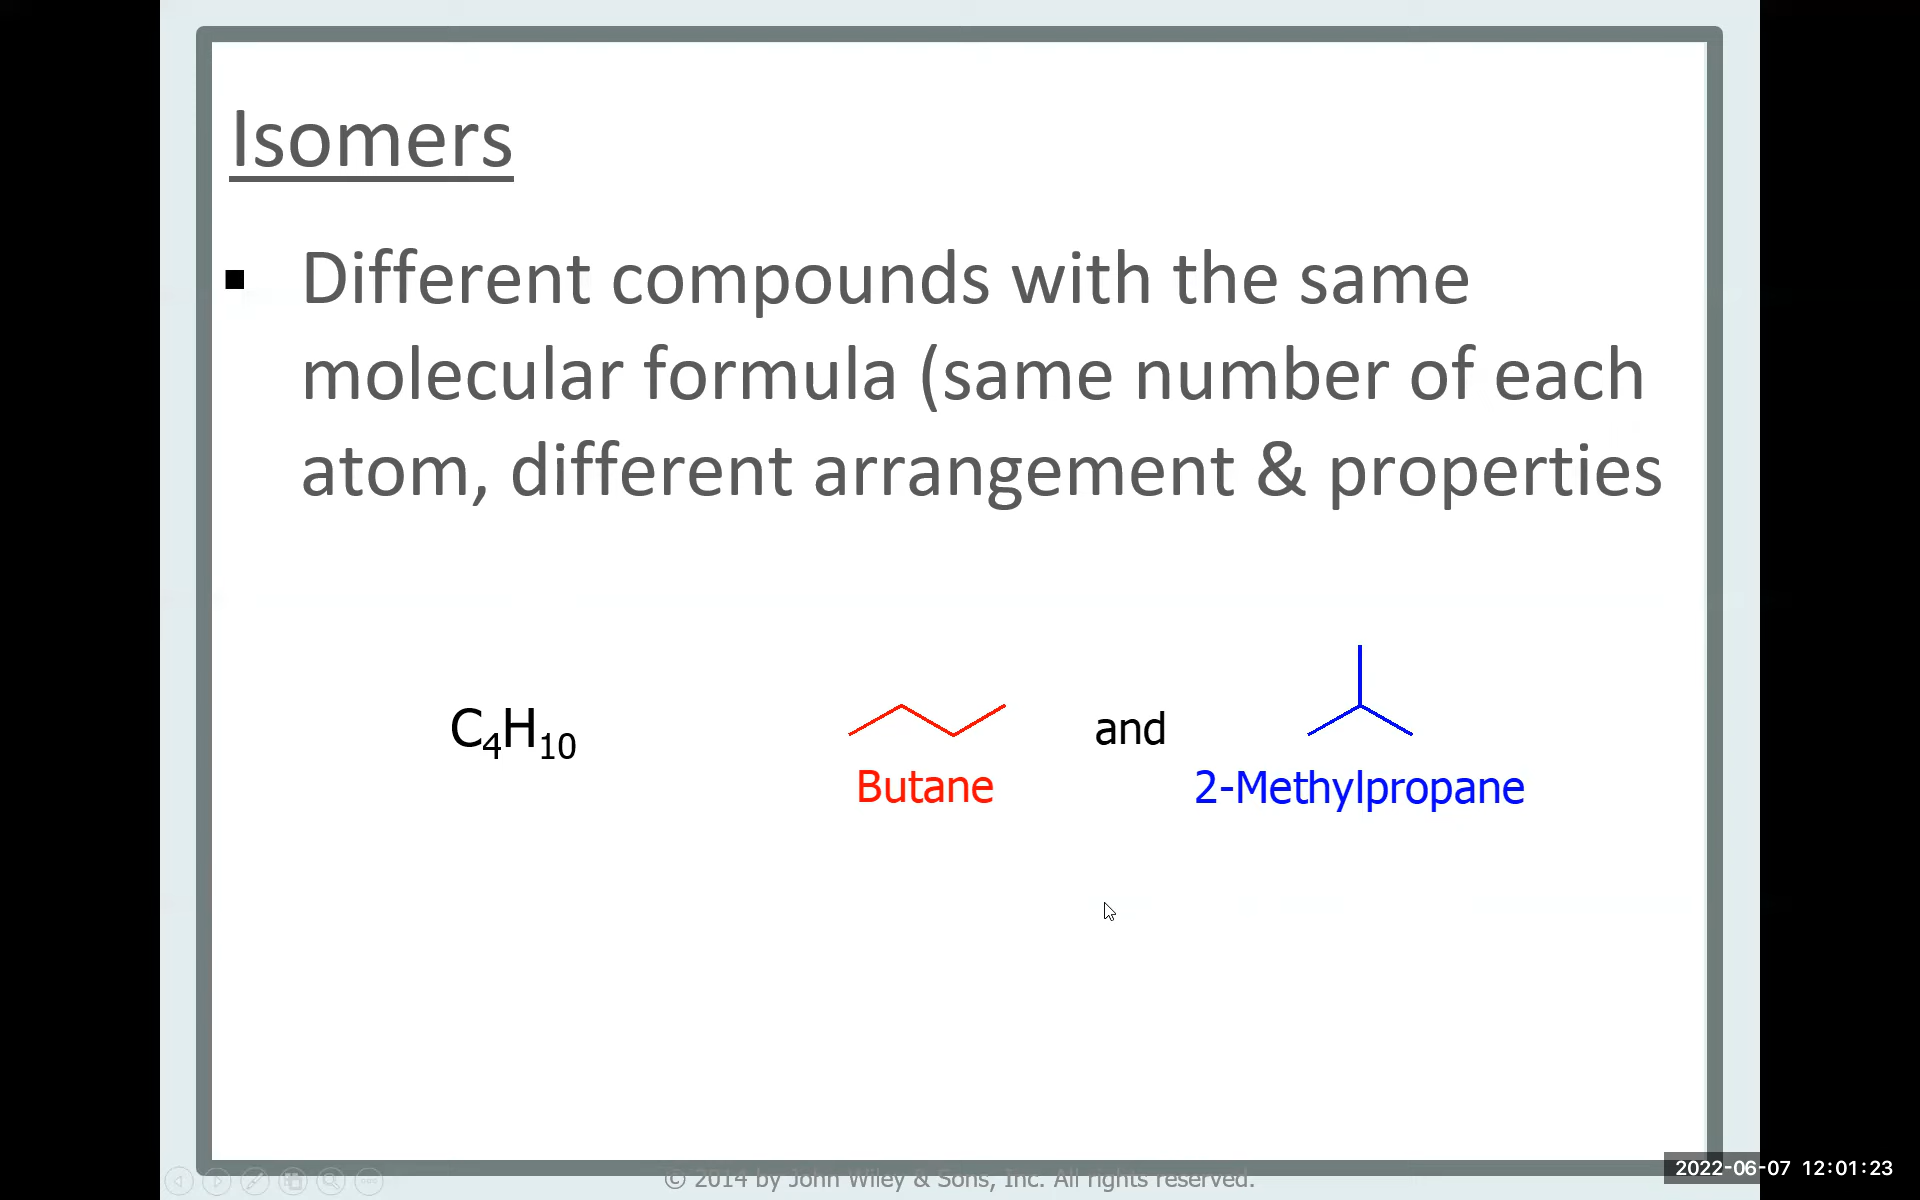 Isomers
▪ Different compounds with the same
molecular formula (same number of each
atom, different arrangement & properties
C₄H₁₀ and
Butane 2-Methylpropane
© 2014 by John Wiley & Sons, Inc. All rights reserved.
2022-06-07 12:01:23